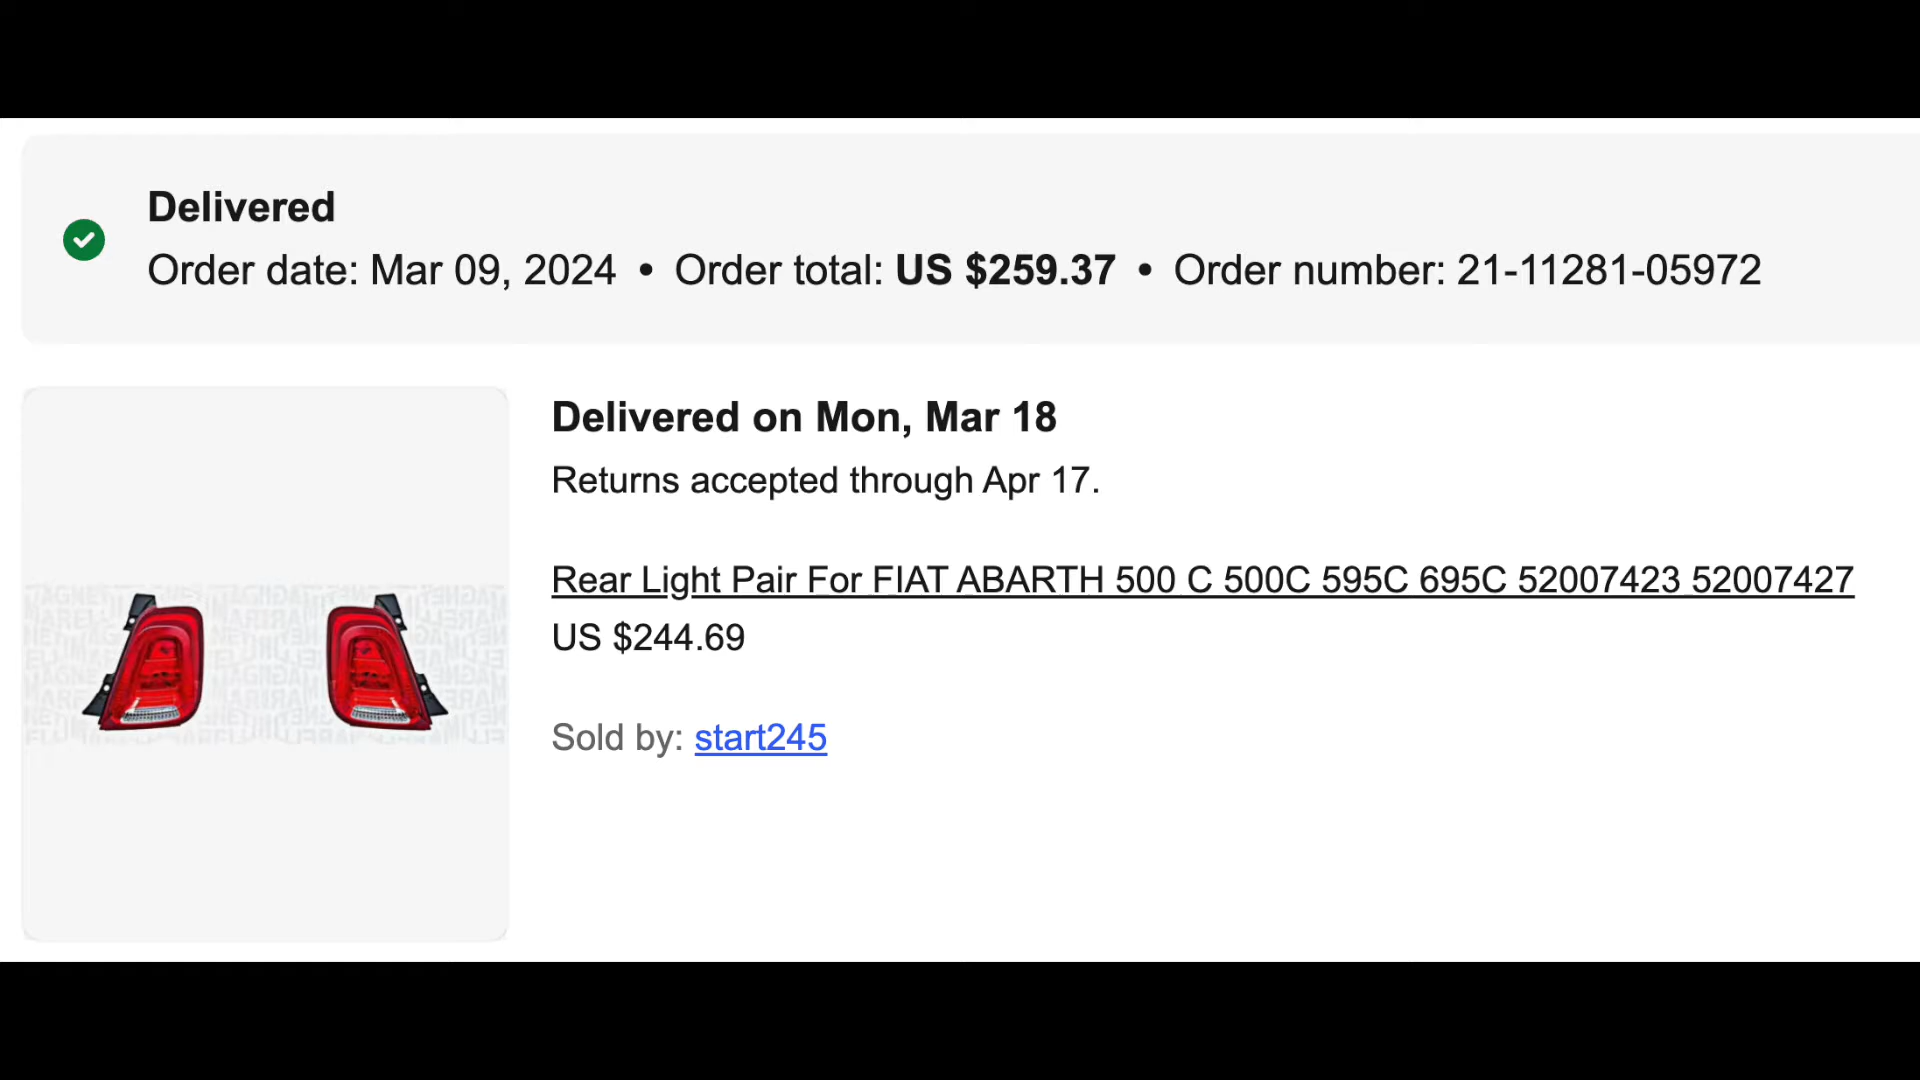 Delivered
Order date: Mar 09, 2024 • Order total: US $259.37 • Order number: 21-11281-05972
Delivered on Mon, Mar 18
Returns accepted through Apr 17.
Rear Light Pair For FIAT ABARTH 500 C 500C 595C 695C 52007423 52007427
US $244.69
Sold by: start245